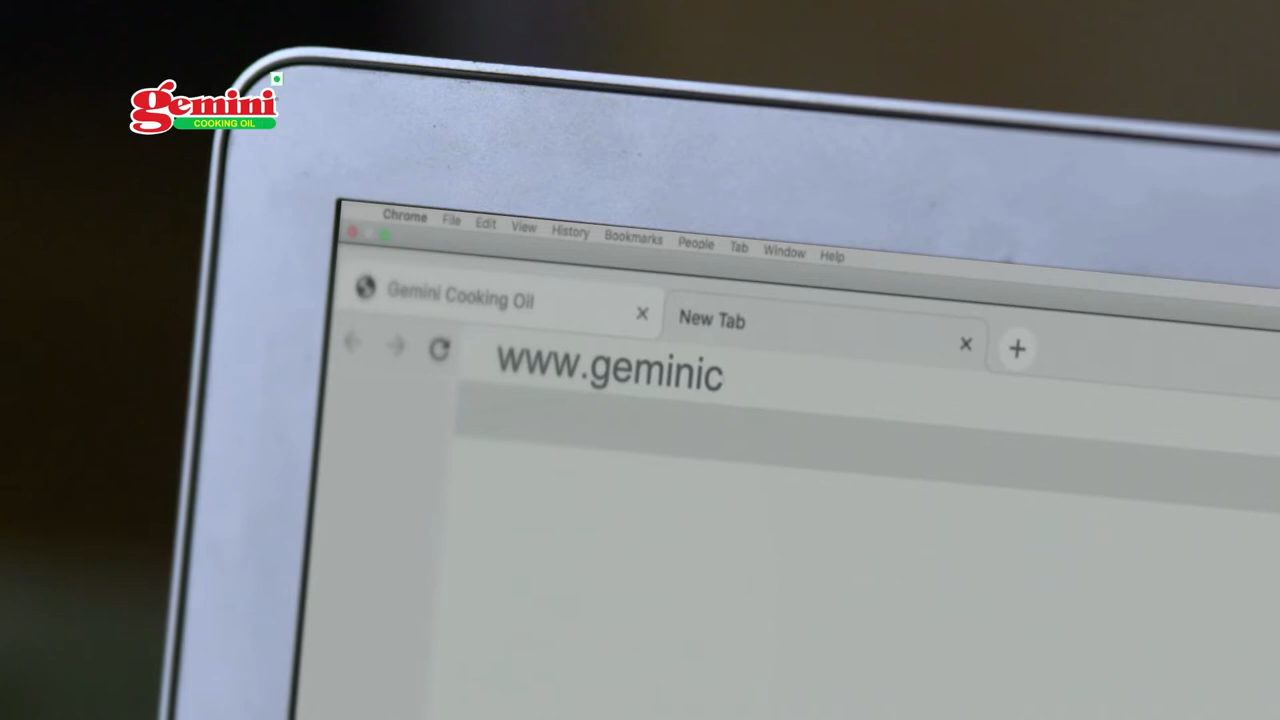 gemini
COOKING OIL
Chrome File Edit View History Bookmarks People Tab Window Help
Gemini Cooking Oil
New Tab
www.geminic